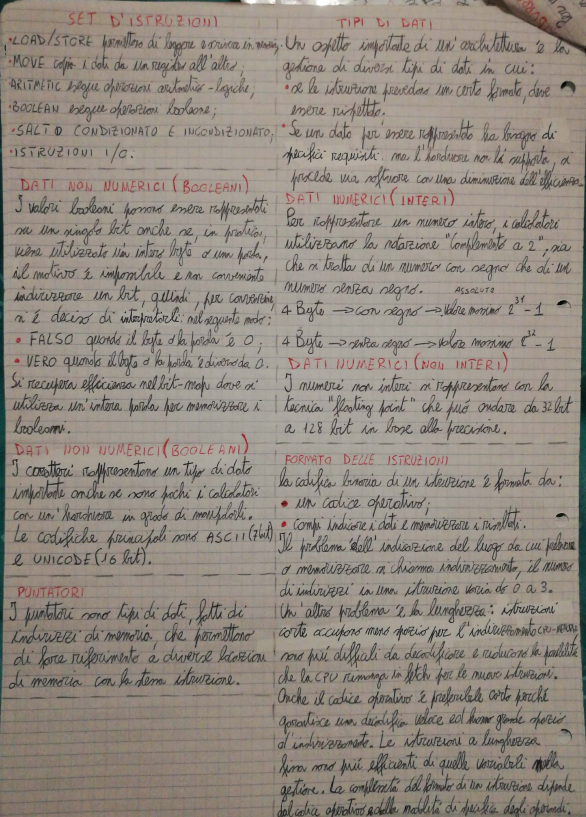 SET D'ISTRUZIONI
• LOAD/STORE permettono di leggere e scrivere in memoria;
• MOVE copia i dati da un registro all'altro;
ARITMETIC esegue operazioni aritmetico-logiche;
• BOOLEAN esegue operazioni booleane;
• SALTO CONDIZIONATO E INCONDIZIONATO;
• ISTRUZIONI I/O.
DATI NON NUMERICI (BOOLEANI)
I valori booleani possono essere rappresentati
su un singolo bit anche se, in pratica,
viene utilizzato un intero byte o una parola,
il motivo è impossibile e non conveniente
indirizzare un bit, quindi, per convenzione
si è deciso di interpretarli nel seguente modo:
• FALSO quando il byte o la parola è 0;
• VERO quando il byte o la parola è diverso da 0.
Si recupera efficienza nel bit-map dove si
utilizza un'intera parola per memorizzare i
booleani.
DATI NON NUMERICI (BOOLEANI)
I caratteri rappresentano un tipo di dato
importante anche se sono pochi i calcolatori
con un'hardware in grado di manipolarli.
Le codifiche principali sono ASCII (7 bit)
e UNICODE (16 bit).
PUNTATORI
I puntatori sono tipi di dati, fatti di
indirizzi di memoria, che permettono
di fare riferimento a diverse locazioni
di memoria con la stessa istruzione.
TIPI DI DATI
Un aspetto importante di un'architettura è la
gestione di diversi tipi di dati in cui:
• se le istruzione prevedono un certo formato, deve
essere rispettato.
• Se un dato per essere rappresentato ha bisogno di
specifici requisiti ma l'hardware non li supporta, si
procede via software con una diminuzione dell'efficienza
DATI NUMERICI (INTERI)
Per rappresentare un numero intero, i calcolatori
utilizzano la notazione "Complemento a 2", sia
che si tratta di un numero con segno che di un
numero senza segno.
ASSOLUTO
4 Byte → con segno → Valore massimo 2^31 - 1
4 Byte → senza segno → Valore massimo 2^32 - 1
DATI NUMERICI (NON INTERI)
I numeri non interi si rappresentano con la
tecnica "floating point" che può andare da 32 bit
a 128 bit in base alla precisione.
FORMATO DELLE ISTRUZIONI
La codifica binaria di un istruzione è formata da:
• un codice operativo;
• campi indicare i dati e memorizzare i risultati.
Il problema dell'indicazione del luogo da cui prelevare
o memorizzare si chiama indirizzamento, il numero
di indirizzi in una istruzione varia da 0 a 3.
Un altro problema è la lunghezza: istruzioni
corte occupano meno spazio per l'indirizzamento CPU-MEMORIA
sono più difficili da decodificare e riducono la possibilità
che la CPU rimanga in fetch per le nuove istruzioni.
Anche il codice operativo è preferibile corto perché
garantisce una decodifica veloce ed hanno grande spazio
d'indirizzamento. Le istruzioni a lunghezza
fissa sono più efficienti di quelle variabili nella
gestione. La complessità del formato di un istruzione dipende
dal codice operativo e dalla modalità di specifica degli operandi.